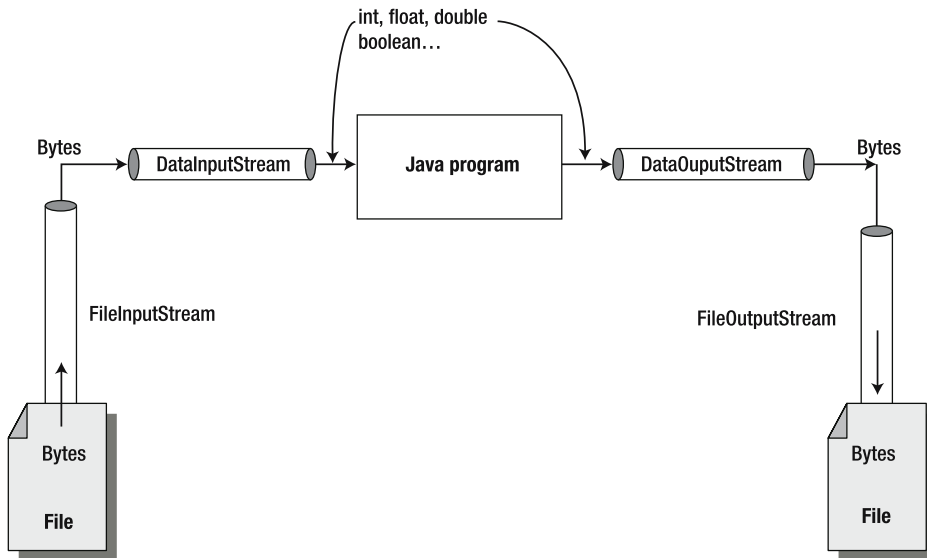 int, float, double
boolean...
Bytes
DataInputStream
Java program
DataOuputStream
Bytes
FileInputStream
FileOutputStream
Bytes
File
Bytes
File